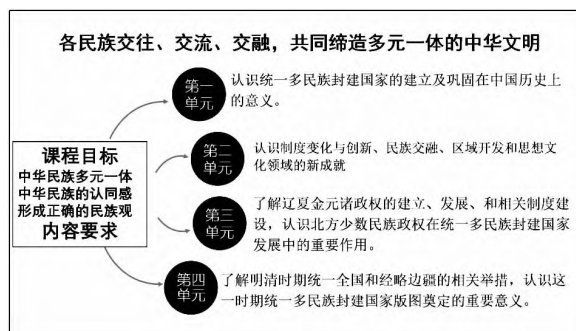 各民族交往、交流、交融，共同缔造多元一体的中华文明
第一
单元
认识统一多民族封建国家的建立及巩固在中国历史上
的意义。
课程目标
中华民族多元一体
中华民族的认同感
形成正确的民族观
内容要求
第二
单元
认识制度变化与创新、民族交融、区域开发和思想文
化领域的新成就
第三
单元
了解辽夏金元诸政权的建立、发展、和相关制度建
设，认识北方少数民族政权在统一多民族封建国家
发展中的重要作用。
第四
单元
了解明清时期统一全国和经略边疆的相关举措，认识这
一时期统一多民族封建国家版图奠定的重要意义。